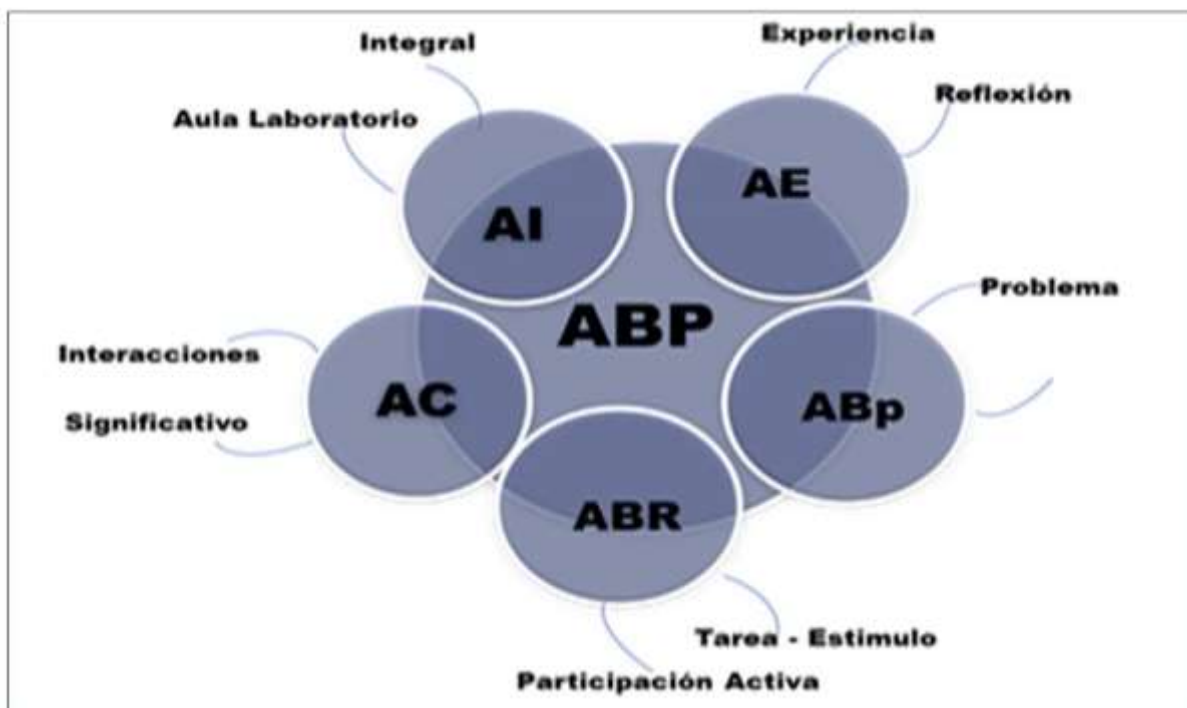 Integral
Experiencia
Aula Laboratorio
Reflexión
AI
AE
ABP
Problema
Interacciones
AC
ABp
Significativo
ABR
Tarea - Estimulo
Participación Activa